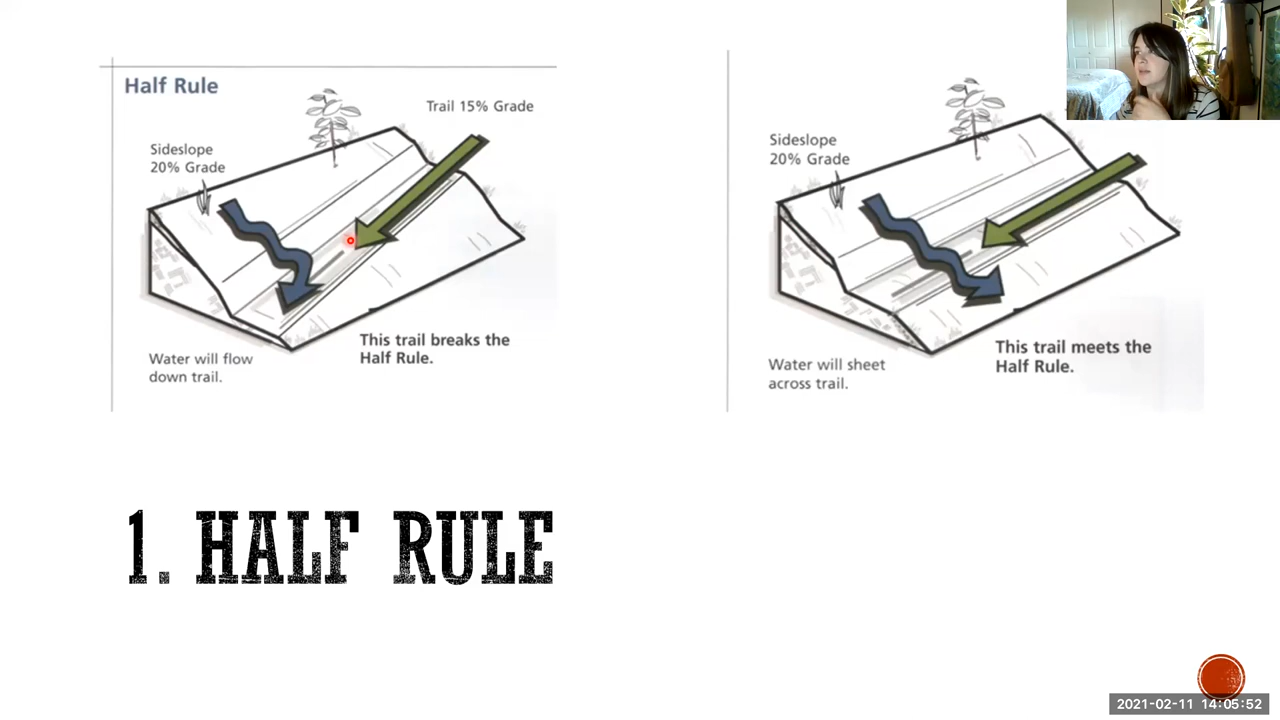 Half Rule
Trail 15% Grade
Sideslope
20% Grade
This trail breaks the
Half Rule.
Water will flow
down trail.
Sideslope
20% Grade
This trail meets the
Half Rule.
Water will sheet
across trail.
1. HALF RULE
2021-02-11 14:05:52